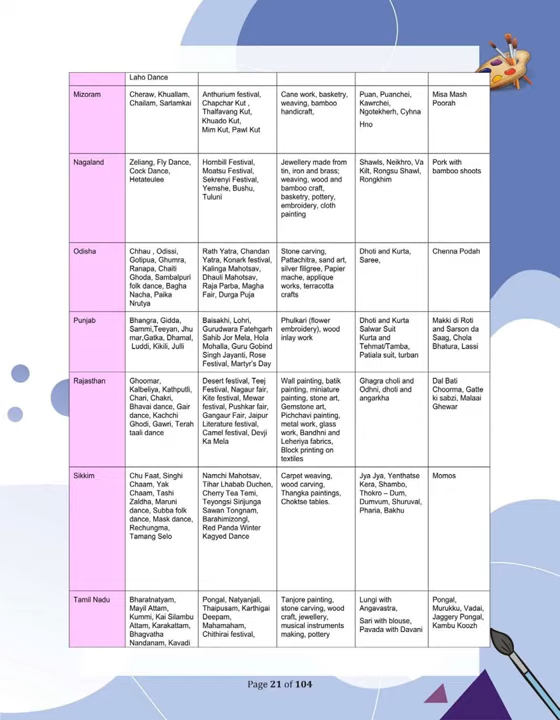 Laho Dance
Mizoram
Cheraw, Khuallam,
Chailam, Sarlamkai
Anthurium festival,
Chapchar Kut ,
Thalfavang Kut,
Khuado Kut,
Mim Kut, Pawl Kut
Cane work, basketry,
weaving, bamboo
handicraft,
Puan, Puanchei,
Kawrchei,
Ngotekherh, Cyhna
Hno
Misa Mash
Poorah
Nagaland
Zeliang, Fly Dance,
Cock Dance,
Hetateulee
Hornbill Festival,
Moatsu Festival,
Sekrenyi Festival,
Yemshe, Bushu,
Tuluni
Jewellery made from
tin, iron and brass;
weaving, wood and
bamboo craft,
basketry, pottery,
embroidery, cloth
painting
Shawls, Neikhro, Va
Kilt, Rongsu Shawl,
Rongkhim
Pork with
bamboo shoots
Odisha
Chhau , Odissi,
Gotipua, Ghumra,
Ranapa, Chaiti
Ghoda, Sambalpuri
folk dance, Bagha
Nacha, Paika
Nrutya
Rath Yatra, Chandan
Yatra, Konark festival,
Kalinga Mahotsav,
Dhauli Mahotsav,
Raja Parba, Magha
Fair, Durga Puja
Stone carving,
Pattachitra, sand art,
silver filigree, Papier
mache, applique
works, terracotta
crafts
Dhoti and Kurta,
Saree,
Chenna Podah
Punjab
Bhangra, Gidda,
Sammi,Teeyan, Jhu
mar,Gatka, Dhamal,
Luddi, Kikili, Julli
Baisakhi, Lohri,
Gurudwara Fatehgarh
Sahib Jor Mela, Hola
Mohalla, Guru Gobind
Singh Jayanti, Rose
Festival, Martyr's Day
Phulkari (flower
embroidery), wood
inlay work
Dhoti and Kurta
Salwar Suit
Kurta and
Tehmat/Tamba,
Patiala suit, turban
Makki di Roti
and Sarson da
Saag, Chola
Bhatura, Lassi
Rajasthan
Ghoomar,
Kalbeliya, Kathputli,
Chari, Chakri,
Bhavai dance, Gair
dance, Kachchi
Ghodi, Gawri, Terah
taali dance
Desert festival, Teej
Festival, Nagaur fair,
Kite festival, Mewar
festival, Pushkar fair,
Gangaur Fair, Jaipur
Literature festival,
Camel festival, Devji
Ka Mela
Wall painting, batik
painting, miniature
painting, stone art,
Gemstone art,
Pichchavi painting,
metal work, glass
work, Bandhni and
Leheriya fabrics,
Block printing on
textiles
Ghagra choli and
Odhni, dhoti and
angarkha
Dal Bati
Choorma, Gatte
ki sabzi, Malaai
Ghewar
Sikkim
Chu Faat, Singhi
Chaam, Yak
Chaam, Tashi
Zaldha, Maruni
dance, Subba folk
dance, Mask dance,
Rechungma,
Tamang Selo
Namchi Mahotsav,
Tihar Lhabab Duchen,
Cherry Tea Temi,
Teyongsi Sirijunga
Sawan Tongnam,
Barahimizongl,
Red Panda Winter
Kagyed Dance
Carpet weaving,
wood carving,
Thangka paintings,
Choktse tables.
Jya Jya, Yenthatse
Kera, Shambo,
Thokro – Dum,
Dumvum, Shuruval,
Pharia, Bakhu
Momos
Tamil Nadu
Bharatnatyam,
Mayil Attam,
Kummi, Kai Silambu
Attam, Karakattam,
Bhagvatha
Nandanam, Kavadi
Pongal, Natyanjali,
Thaipusam, Karthigai
Deepam,
Mahamaham,
Chithirai festival,
Tanjore painting,
stone carving, wood
craft, jewellery,
musical instruments
making, pottery
Lungi with
Angavastra,
Sari with blouse,
Pavada with Davani
Pongal,
Murukku, Vadai,
Jaggery Pongal,
Kambu Koozh
Page 21 of 104